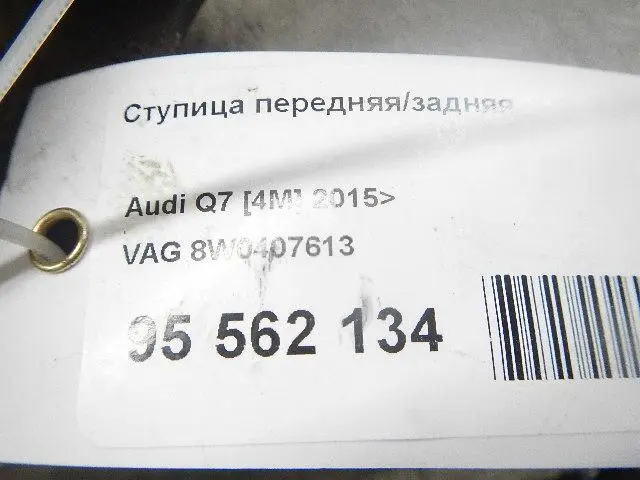 Ступица передняя/задняя
Audi Q7 [4M] 2015>
VAG 8W0407613
95 562 134